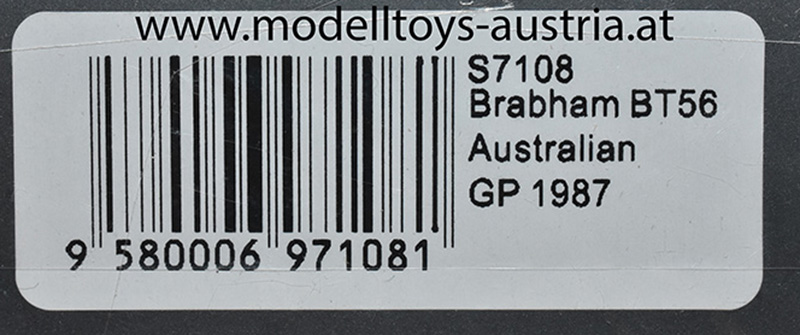 www.modelltoys-austria.at
S7108
Brabham BT56
Australian
GP 1987
9 580006 971081